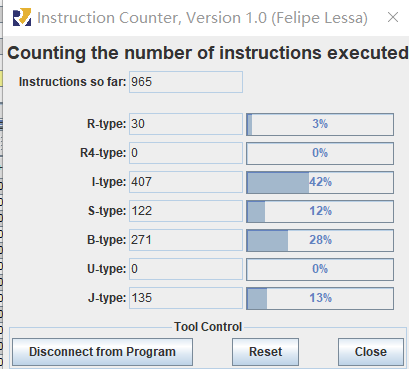 Instruction Counter, Version 1.0 (Felipe Lessa)
Counting the number of instructions executed
Instructions so far: 965
R-type: 30 3%
R4-type: 0 0%
I-type: 407 42%
S-type: 122 12%
B-type: 271 28%
U-type: 0 0%
J-type: 135 13%
Tool Control
Disconnect from Program Reset Close